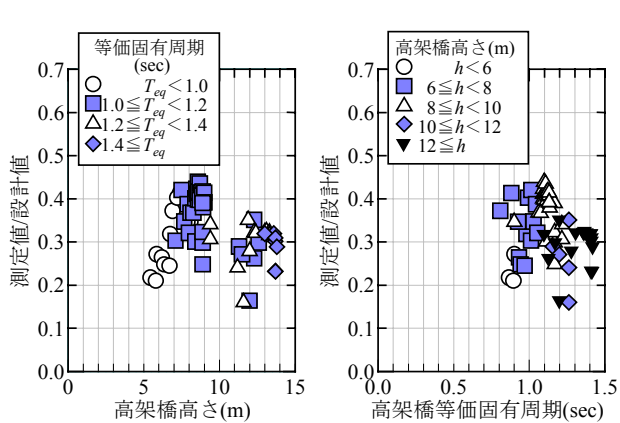 等価固有周期
(sec)
T_eq＜1.0
1.0≦T_eq＜1.2
1.2≦T_eq＜1.4
1.4≦T_eq
0.7
0.6
0.5
0.4
0.3
0.2
0.1
0.0
測定値/設計値
0 5 10 15
高架橋高さ(m)
高架橋高さ(m)
h＜6
6≦h＜8
8≦h＜10
10≦h＜12
12≦h
0.7
0.6
0.5
0.4
0.3
0.2
0.1
0.0
測定値/設計値
0.0 0.5 1.0 1.5
高架橋等価固有周期(sec)